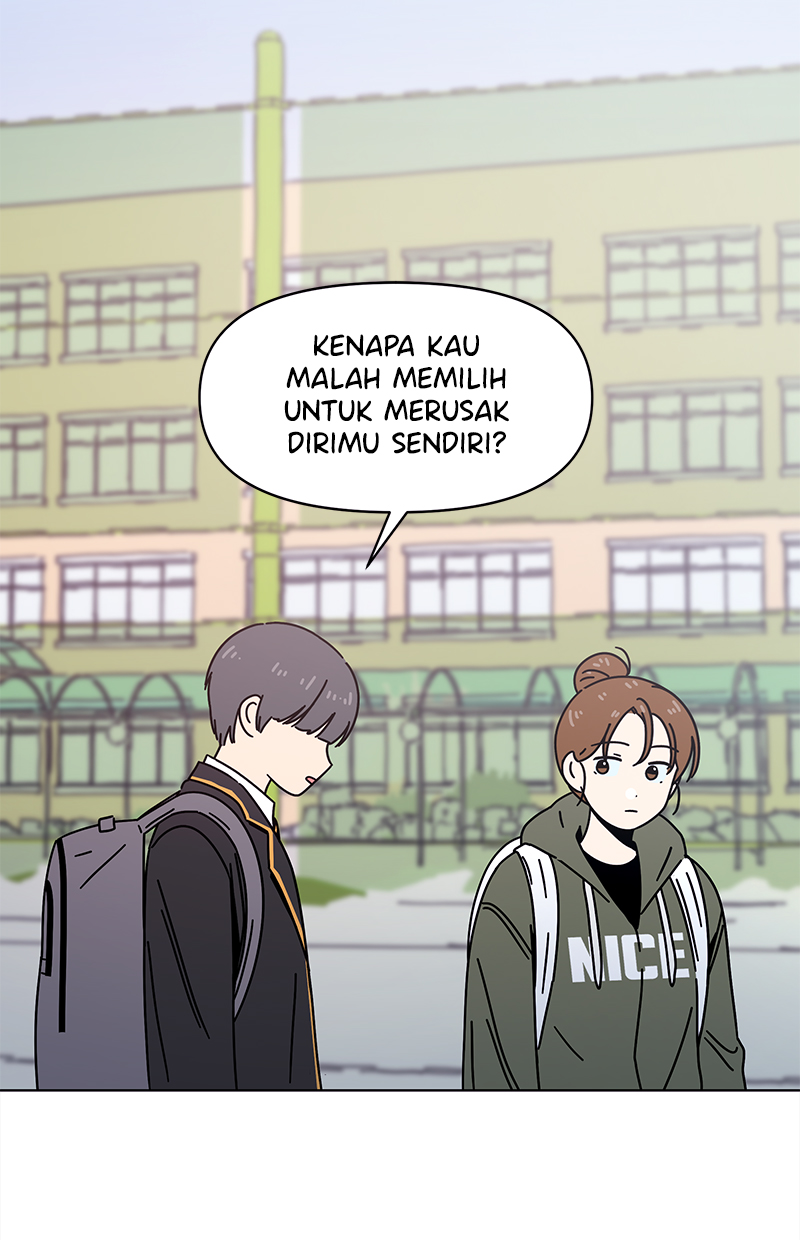 KENAPA KAU
MALAH MEMILIH
UNTUK MERUSAK
DIRIMU SENDIRI?
NICE.